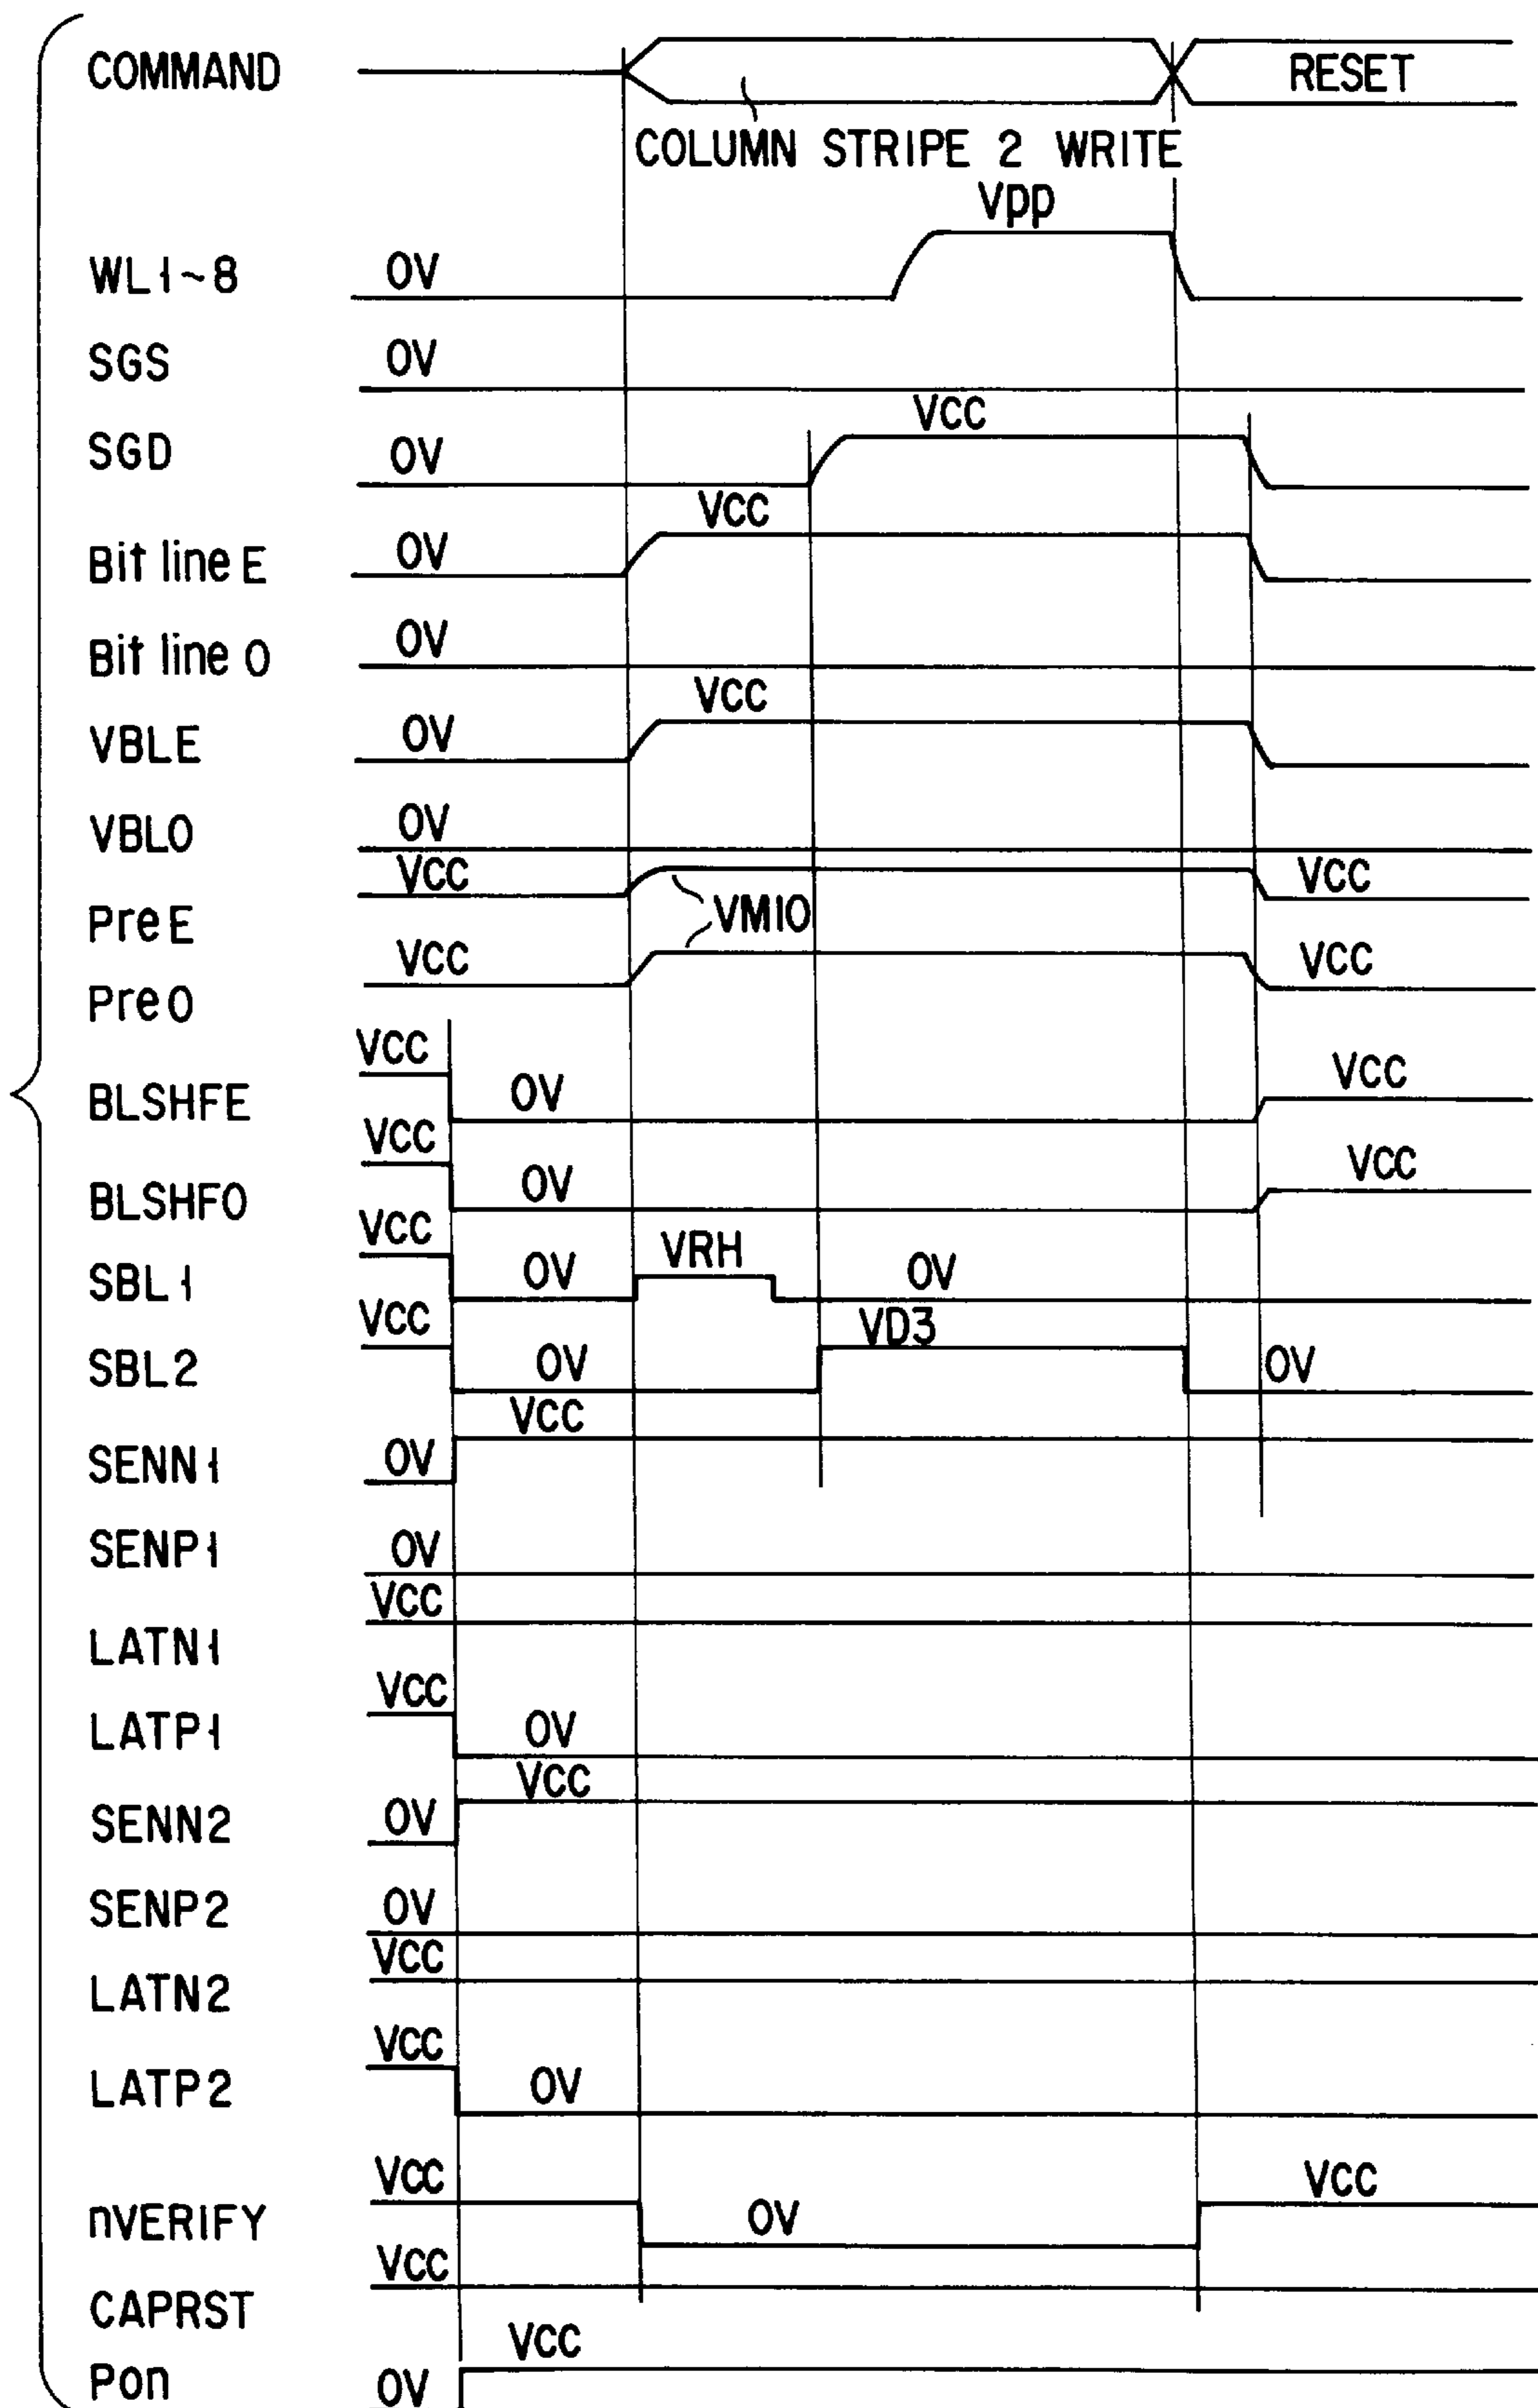 COMMAND RESET
COLUMN STRIPE 2 WRITE
Vpp
WL1~8 0V
SGS 0V
VCC
SGD 0V
VCC
Bit line E 0V
Bit line O 0V
VCC
VBLE 0V
VBLO 0V
VCC VCC
PreE VM10
VCC VCC
PreO
VCC VCC
BLSHFE 0V
VCC VCC
BLSHFO 0V
VCC VRH
SBL1 0V 0V
VCC VD3
SBL2 0V 0V
VCC
SENN1 0V
SENP1 0V
VCC
LATN1
VCC
LATP1 0V
VCC
SENN2 0V
SENP2 0V
VCC
LATN2
VCC
LATP2 0V
VCC VCC
nVERIFY 0V
VCC
CAPRST
VCC
Pon 0V